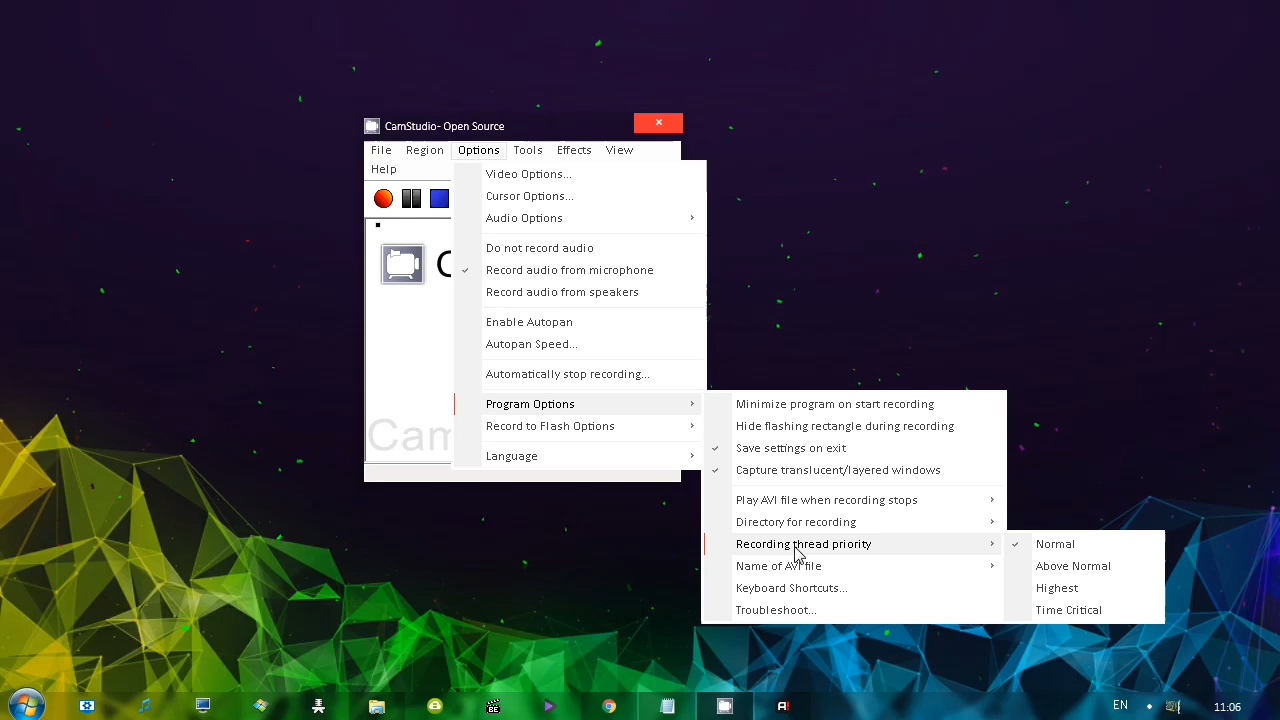 CamStudio- Open Source
File Region Options Tools Effects View
Help
Video Options...
Cursor Options...
Audio Options
Do not record audio
Record audio from microphone
Record audio from speakers
Enable Autopan
Autopan Speed...
Automatically stop recording...
Program Options
Record to Flash Options
Language
Cam
Minimize program on start recording
Hide flashing rectangle during recording
Save settings on exit
Capture translucent/layered windows
Play AVI file when recording stops
Directory for recording
Recording thread priority
Name of AVI file
Keyboard Shortcuts...
Troubleshoot...
Normal
Above Normal
Highest
Time Critical
BE
A!
EN
11:06